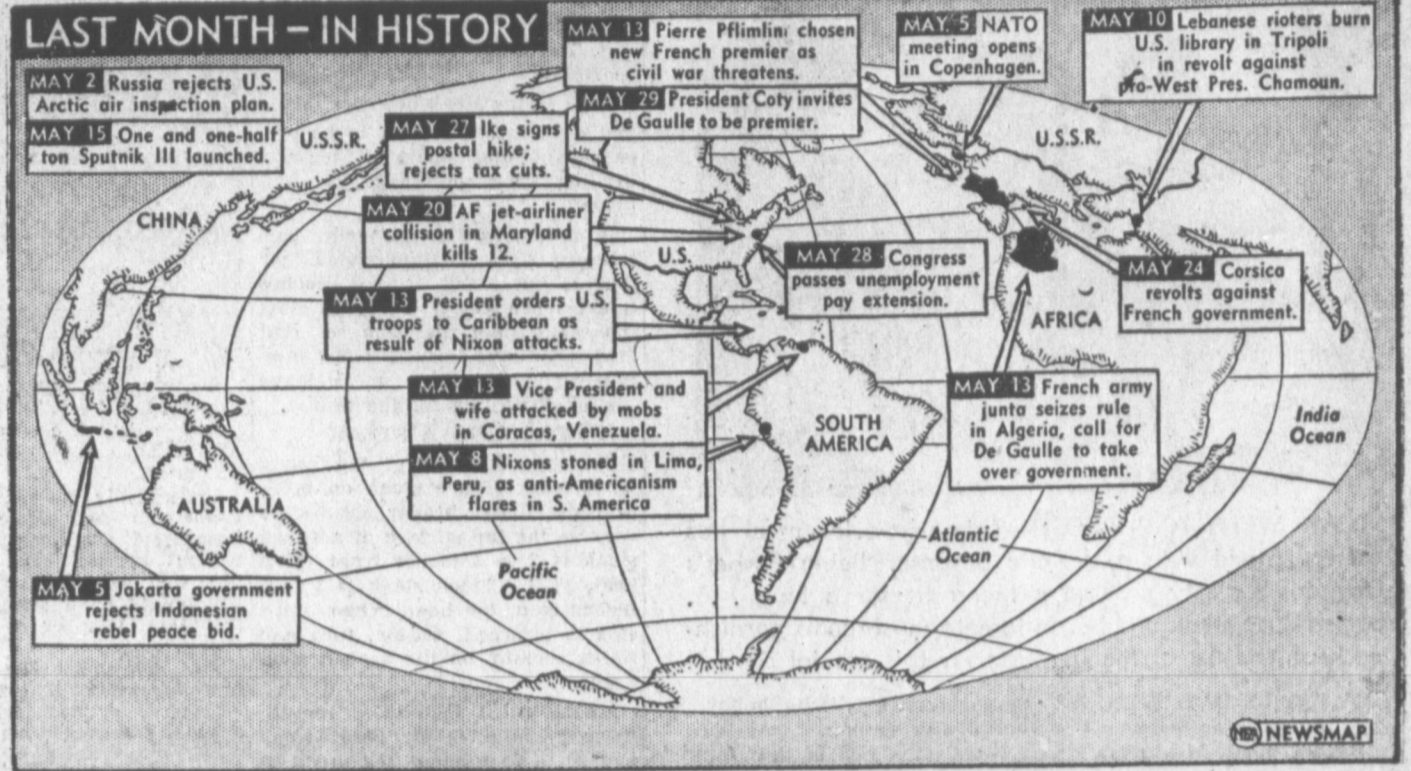 LAST MONTH – IN HISTORY
MAY 2 Russia rejects U.S.
Arctic air inspection plan.
MAY 15 One and one-half
ton Sputnik III launched.
MAY 13 Pierre Pflimlin chosen
new French premier as
civil war threatens.
MAY 29 President Coty invites
De Gaulle to be premier.
MAY 5 NATO
meeting opens
in Copenhagen.
MAY 10 Lebanese rioters burn
U.S. library in Tripoli
in revolt against
pro-West Pres. Chamoun.
U.S.S.R.
MAY 27 Ike signs
postal hike;
rejects tax cuts.
U.S.S.R.
CHINA
MAY 20 AF jet-airliner
collision in Maryland
kills 12.
U.S.
MAY 28 Congress
passes unemployment
pay extension.
MAY 24 Corsica
revolts against
French government.
MAY 13 President orders U.S.
troops to Caribbean as
result of Nixon attacks.
AFRICA
MAY 13 Vice President and
wife attacked by mobs
in Caracas, Venezuela.
MAY 8 Nixons stoned in Lima,
Peru, as anti-Americanism
flares in S. America
SOUTH
AMERICA
MAY 13 French army
junta seizes rule
in Algeria, call for
De Gaulle to take
over government.
India
Ocean
AUSTRALIA
Atlantic
Ocean
Pacific
Ocean
MAY 5 Jakarta government
rejects Indonesian
rebel peace bid.
NEA NEWSMAP